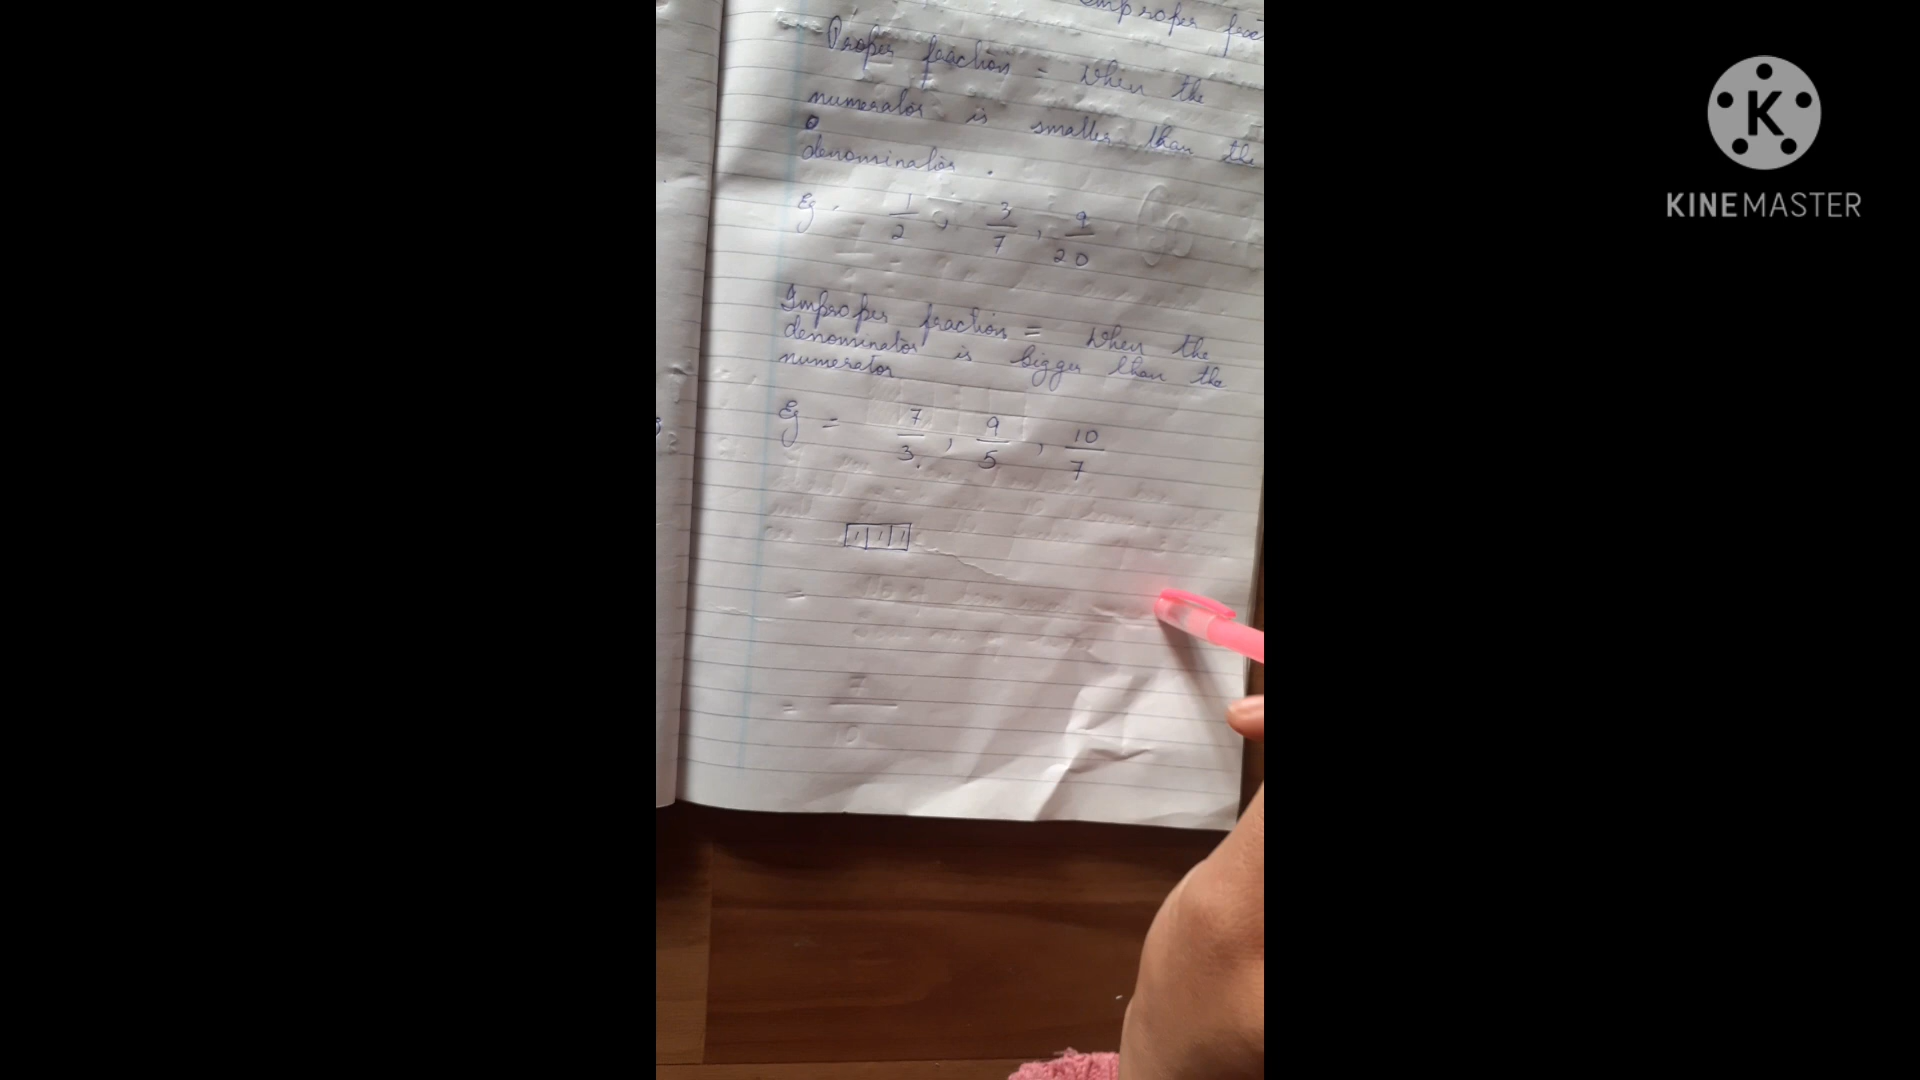 Improper frac
Proper fraction = When the
numerator is smaller than the
denominator.
Eg - 1/2, 3/7, 9/20
Improper fraction = When the
denominator is bigger than the
numerator
Eg = 7/3, 9/5, 10/7
K
KINEMASTER